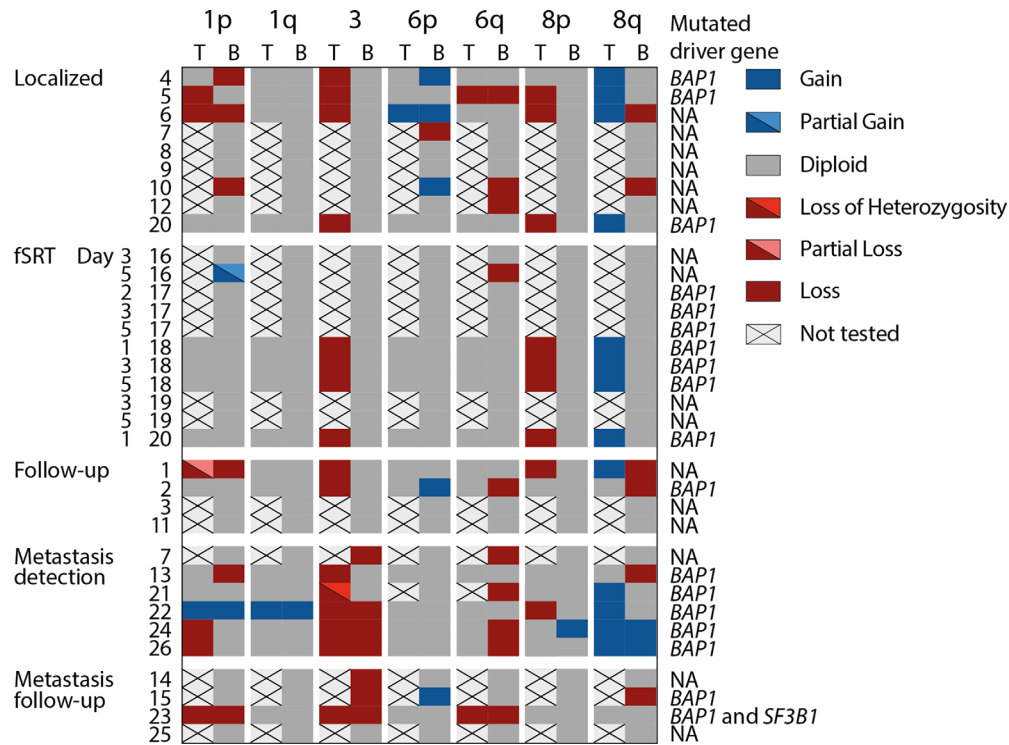 1p 1q 3 6p 6q 8p 8q Mutated
T B T B T B T B T B T B T B driver gene
Localized 4 BAP1
5 BAP1
6 NA
7 NA
8 NA
9 NA
10 NA
12 NA
20 BAP1
fSRT Day 3 16 NA
5 16 NA
2 17 BAP1
3 17 BAP1
5 17 BAP1
1 18 BAP1
3 18 BAP1
5 18 BAP1
3 19 NA
5 19 NA
1 20 BAP1
Follow-up 1 NA
2 BAP1
3 NA
11 NA
Metastasis 7 NA
detection 13 BAP1
21 BAP1
22 BAP1
24 BAP1
26 BAP1
Metastasis 14 NA
follow-up 15 BAP1
23 BAP1 and SF3B1
25 NA
Gain
Partial Gain
Diploid
Loss of Heterozygosity
Partial Loss
Loss
Not tested